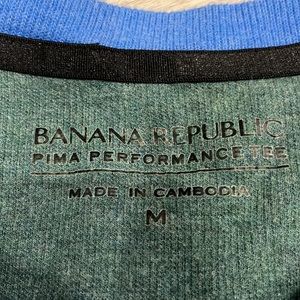 BANANA REPUBLIC
PIMA PERFORMANCE TEE
MADE IN CAMBODIA
M